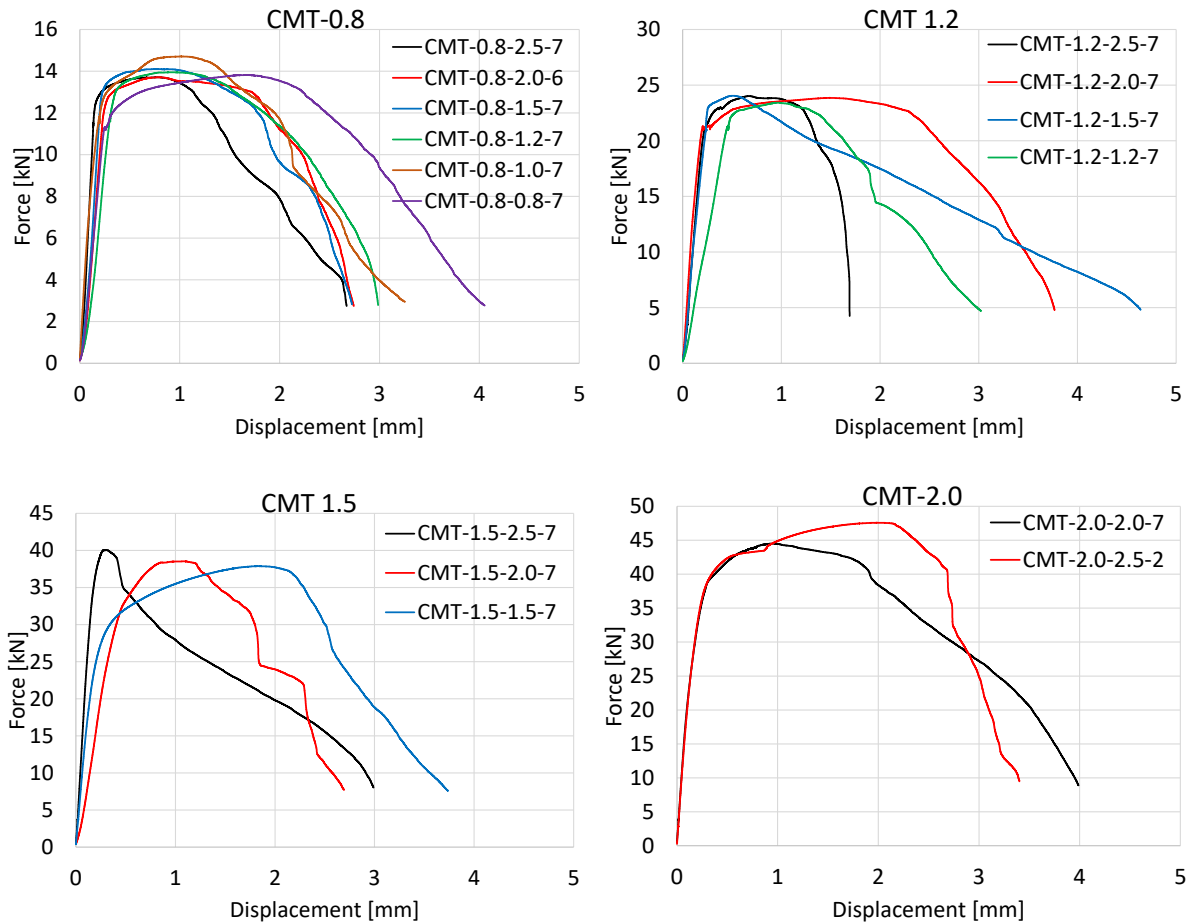 CMT-0.8
16
14
12
10
8
6
4
2
0
Force [kN]
0 1 2 3 4 5
Displacement [mm]
CMT-0.8-2.5-7
CMT-0.8-2.0-6
CMT-0.8-1.5-7
CMT-0.8-1.2-7
CMT-0.8-1.0-7
CMT-0.8-0.8-7
CMT 1.2
30
25
20
15
10
5
0
Force [kN]
0 1 2 3 4 5
Displacement [mm]
CMT-1.2-2.5-7
CMT-1.2-2.0-7
CMT-1.2-1.5-7
CMT-1.2-1.2-7
CMT 1.5
45
40
35
30
25
20
15
10
5
0
Force [kN]
0 1 2 3 4 5
Displacement [mm]
CMT-1.5-2.5-7
CMT-1.5-2.0-7
CMT-1.5-1.5-7
CMT-2.0
50
45
40
35
30
25
20
15
10
5
0
Force [kN]
0 1 2 3 4 5
Displacement [mm]
CMT-2.0-2.0-7
CMT-2.0-2.5-2